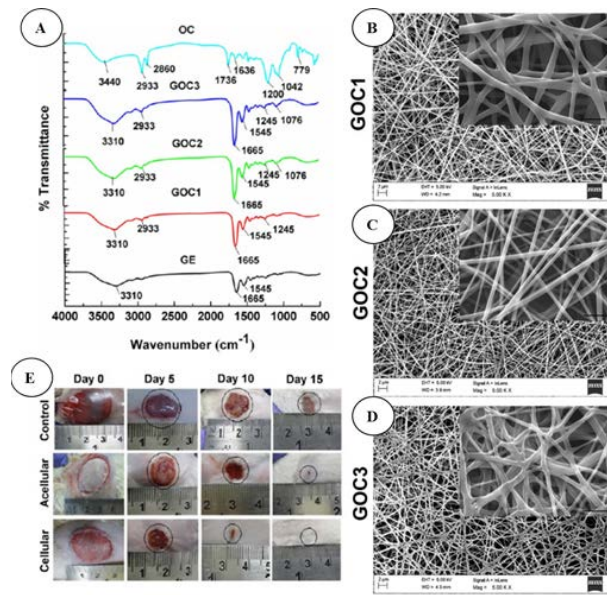 A
OC
3440
2933
2860
1736
1636
1200
1042
779
GOC3
3310
2933
1665
1545
1245
1076
GOC2
3310
2933
1665
1545
1245
1076
GOC1
3310
2933
1665
1545
1245
GE
3310
1545
1665
% Transmittance
4000 3500 3000 2500 2000 1500 1000 500
Wavenumber (cm-1)
B
GOC1
C
GOC2
D
GOC3
E
Day 0 Day 5 Day 10 Day 15
Control
Acellular
Cellular